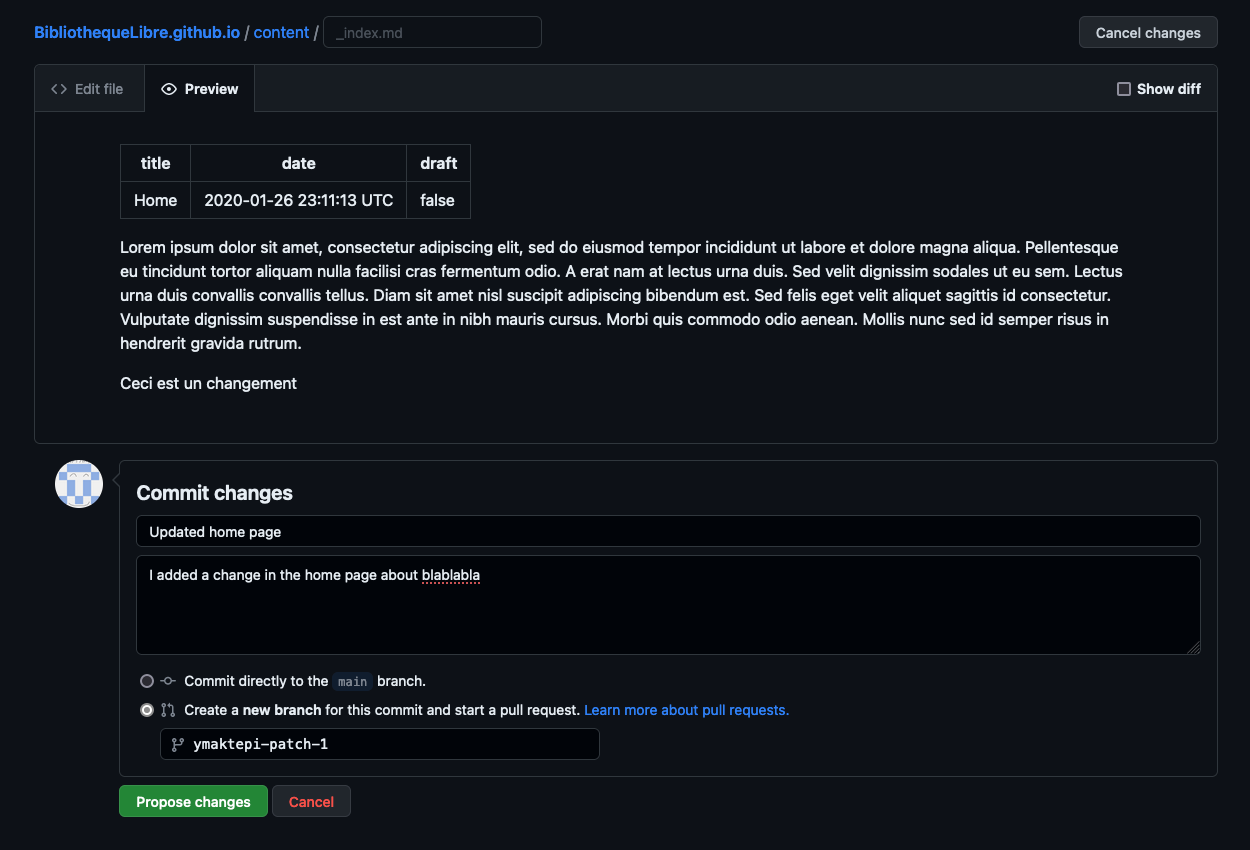 BibliothequeLibre.github.io / content / _index.md Cancel changes
Edit file Preview Show diff
title date draft
Home 2020-01-26 23:11:13 UTC false
Lorem ipsum dolor sit amet, consectetur adipiscing elit, sed do eiusmod tempor incididunt ut labore et dolore magna aliqua. Pellentesque
eu tincidunt tortor aliquam nulla facilisi cras fermentum odio. A erat nam at lectus urna duis. Sed velit dignissim sodales ut eu sem. Lectus
urna duis convallis convallis tellus. Diam sit amet nisl suscipit adipiscing bibendum est. Sed felis eget velit aliquet sagittis id consectetur.
Vulputate dignissim suspendisse in est ante in nibh mauris cursus. Morbi quis commodo odio aenean. Mollis nunc sed id semper risus in
hendrerit gravida rutrum.
Ceci est un changement
Commit changes
Updated home page
I added a change in the home page about blablabla
Commit directly to the main branch.
Create a new branch for this commit and start a pull request. Learn more about pull requests.
ymaktepi-patch-1
Propose changes Cancel